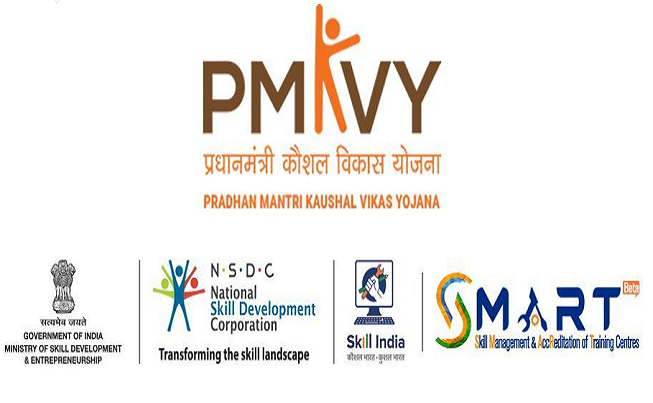 PMKVY
प्रधानमंत्री कौशल विकास योजना
PRADHAN MANTRI KAUSHAL VIKAS YOJANA
सत्यमेव जयते
GOVERNMENT OF INDIA
MINISTRY OF SKILL DEVELOPMENT
& ENTREPRENEURSHIP
N·S·D·C
National
Skill Development
Corporation
Transforming the skill landscape
Skill India
कौशल भारत - कुशल भारत
SMART Beta
Skill Management & AccReditation of Training Centres